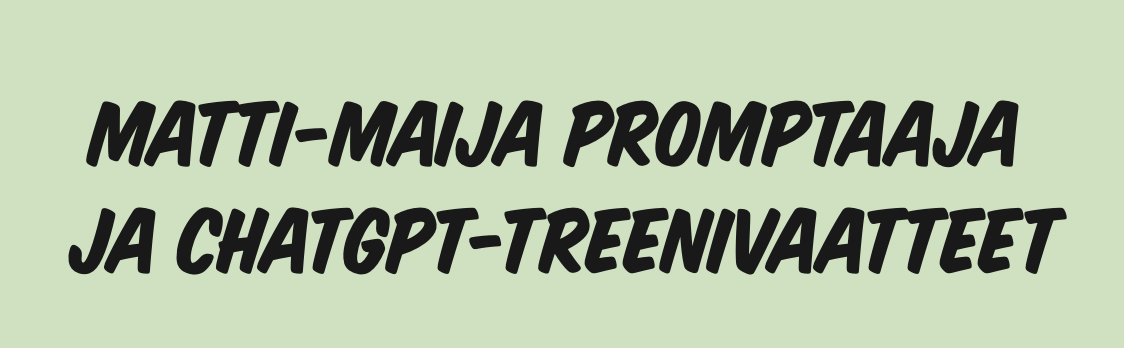 MATTI-MAIJA PROMPTAAJA
JA CHATGPT-TREENIVAATTEET